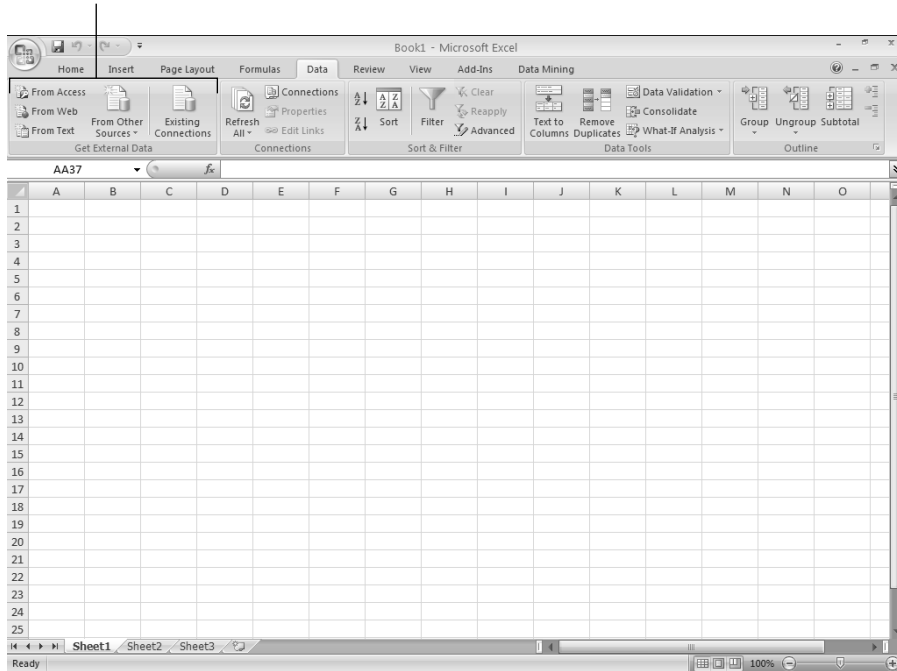 Book1 - Microsoft Excel
Home Insert Page Layout Formulas Data Review View Add-Ins Data Mining
From Access
From Web
From Text
From Other Sources
Existing Connections
Get External Data
Refresh All
Connections
Properties
Edit Links
Connections
A Z
Z A
A Z
Z A
Sort
Filter
Clear
Reapply
Advanced
Sort & Filter
Text to Columns
Remove Duplicates
Data Validation
Consolidate
What-If Analysis
Data Tools
Group
Ungroup
Subtotal
Outline
AA37 fx
A B C D E F G H I J K L M N O
1
2
3
4
5
6
7
8
9
10
11
12
13
14
15
16
17
18
19
20
21
22
23
24
25
Sheet1 Sheet2 Sheet3
Ready 100%